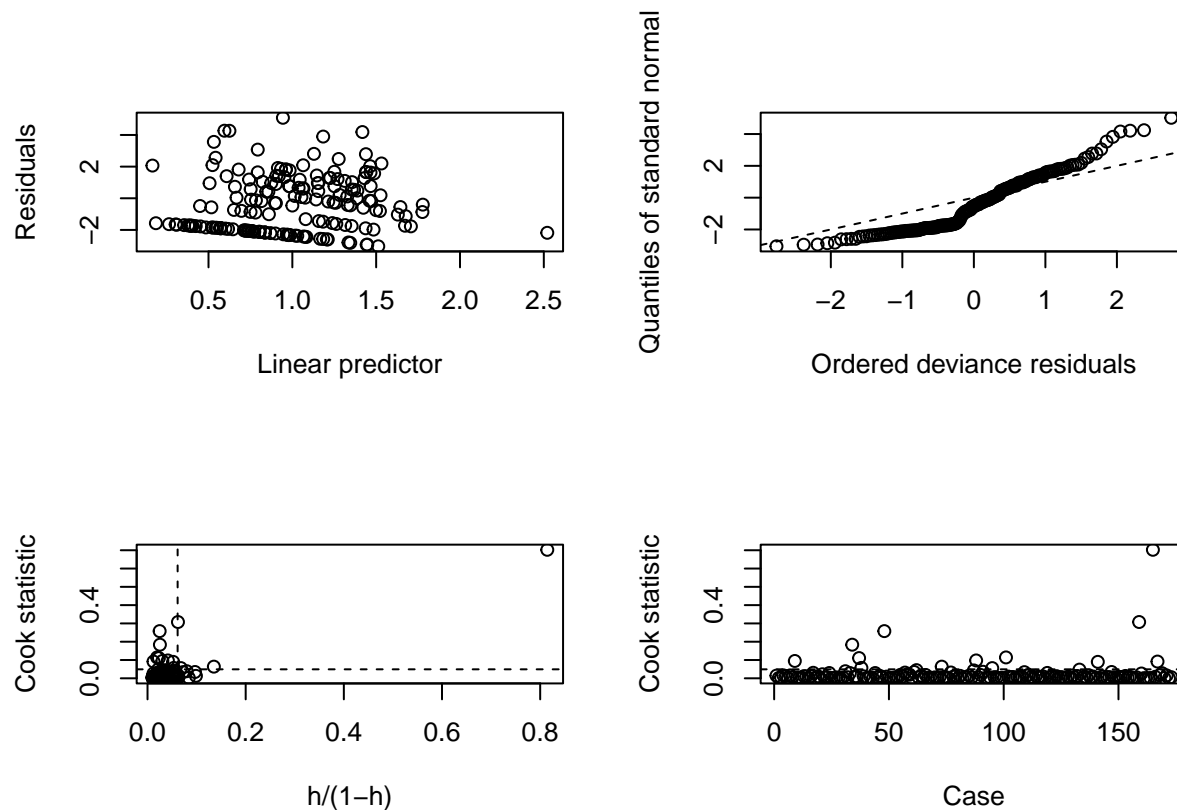 Residuals
2
−2
0.5 1.0 1.5 2.0 2.5
Linear predictor
Quantiles of standard normal
2
−2
−2 −1 0 1 2
Ordered deviance residuals
Cook statistic
0.4
0.0
0.0 0.2 0.4 0.6 0.8
h/(1−h)
Cook statistic
0.4
0.0
0 50 100 150
Case